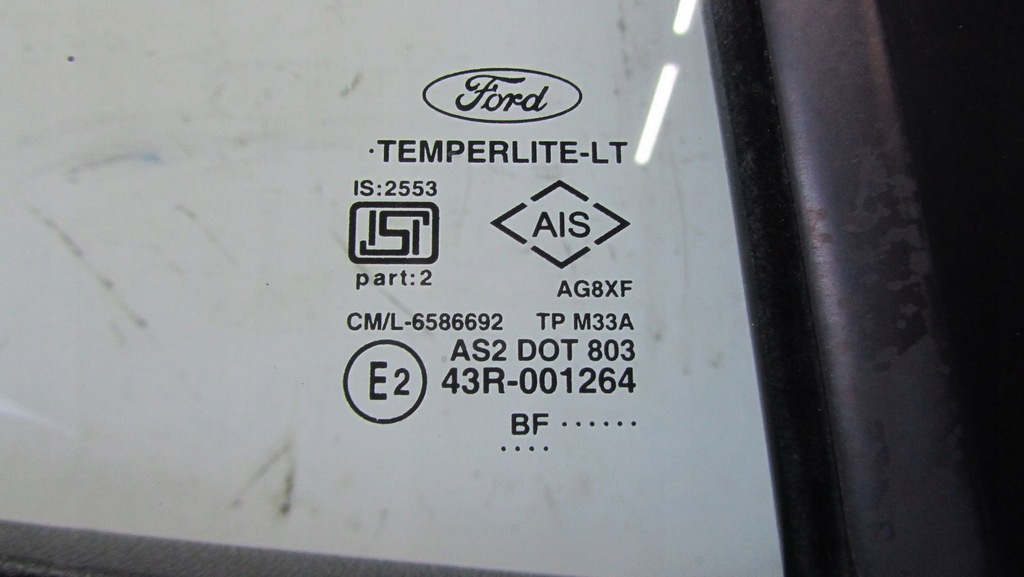 Ford
·TEMPERLITE-LT
IS:2553
ISI
part:2
AIS
AG8XF
CM/L-6586692 TP M33A
AS2 DOT 803
E2 43R-001264
BF ······
····